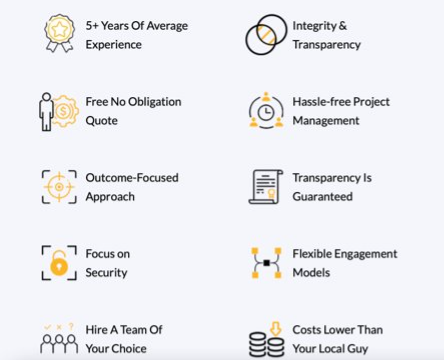 5+ Years Of Average
Experience
Integrity &
Transparency
Free No Obligation
Quote
Hassle-free Project
Management
Outcome-Focused
Approach
Transparency Is
Guaranteed
Focus on
Security
Flexible Engagement
Models
Hire A Team Of
Your Choice
Costs Lower Than
Your Local Guy